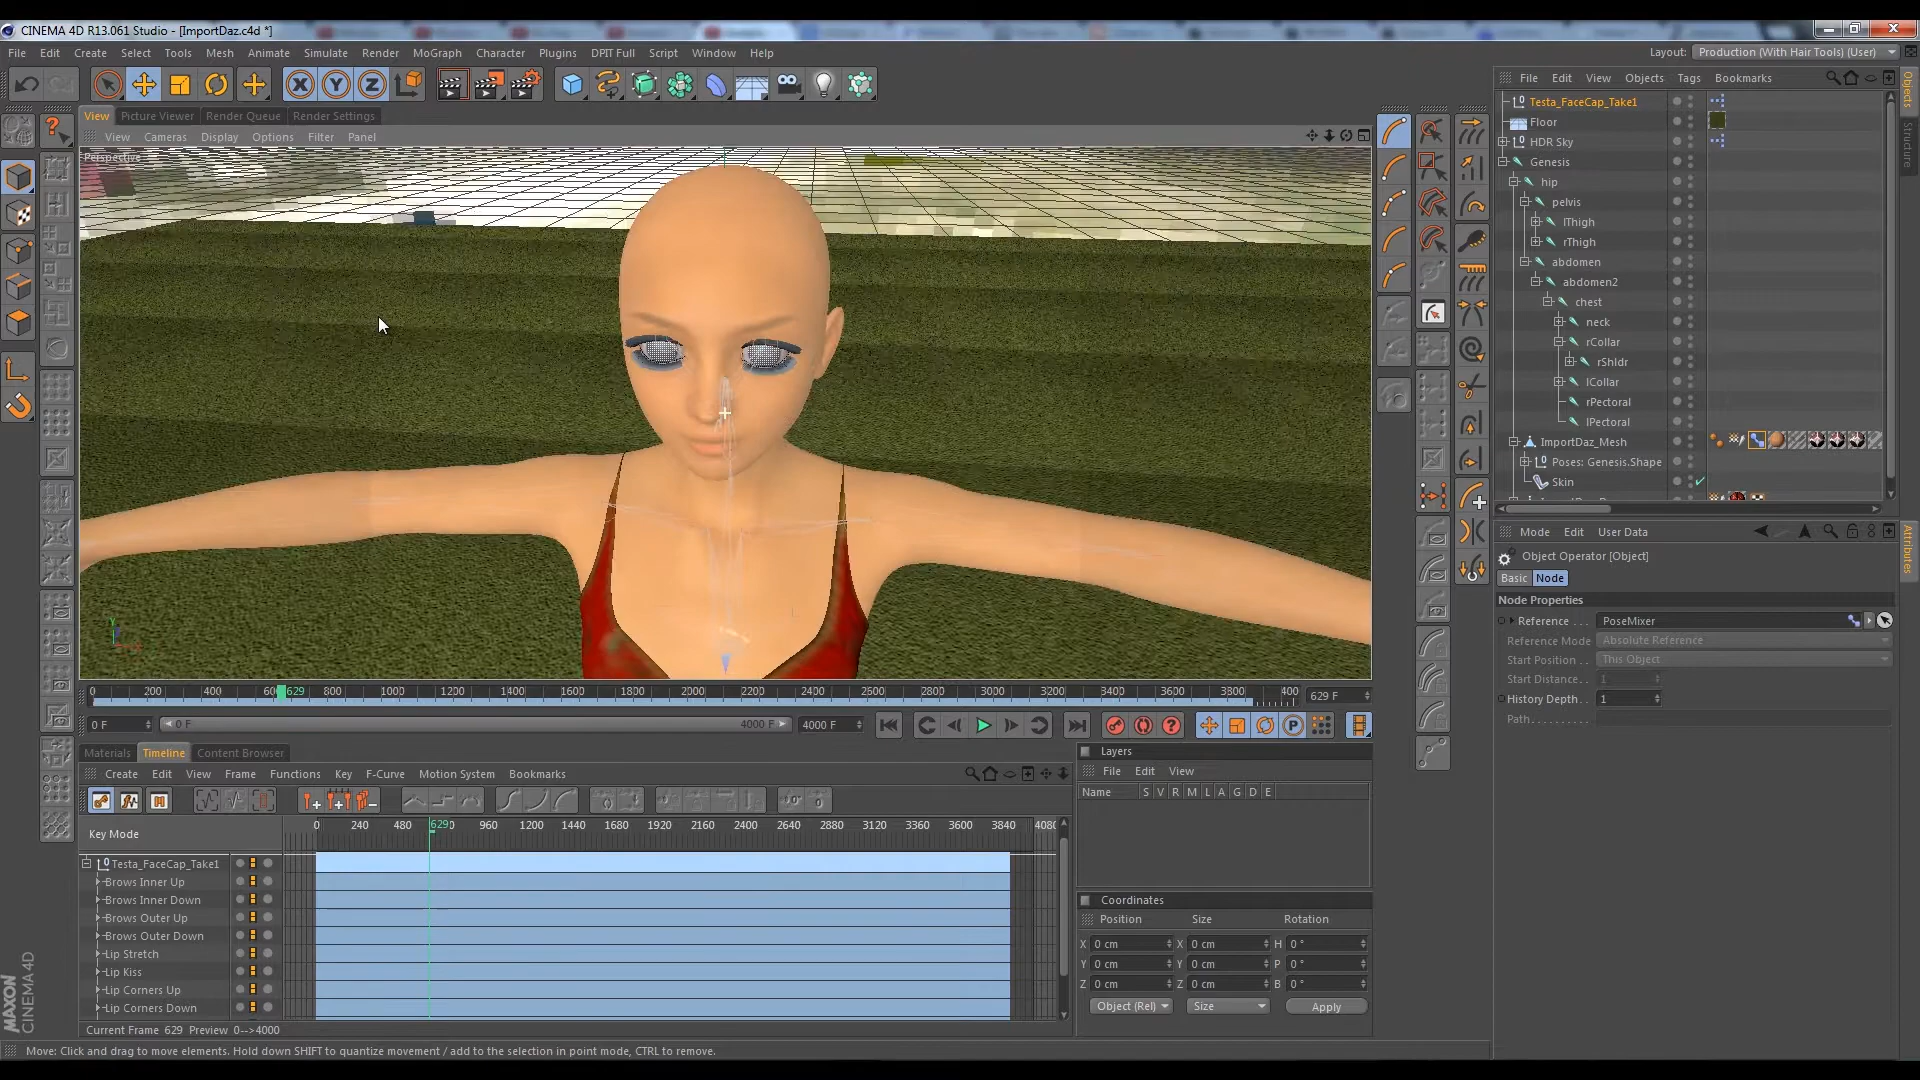 CINEMA 4D R13.061 Studio - [ImportDaz.c4d *]
File Edit Create Select Tools Mesh Snap Animate Simulate Render MoGraph Character Plugins DPIT Full Script Window Help
Layout: Production (With Hair Tools) (User)
X Y Z
View Picture Viewer Render Queue Render Settings
View Cameras Display Options Filter Panel
Perspective
File Edit View Objects Tags Bookmarks
Objects
Structure
Testa_FaceCap_Take1
Floor
HDR Sky
Genesis
hip
pelvis
lThigh
rThigh
abdomen
abdomen2
chest
neck
rCollar
rShldr
lCollar
rPectoral
lPectoral
ImportDaz_Mesh
Poses: Genesis.Shape
Skin
Mode Edit User Data
Attributes
Object Operator [Object]
Basic Node
Node Properties
Reference . . . PoseMixer
Reference Mode Absolute Reference
Start Position . . This Object
Start Distance. . 1
History Depth. . 1
Path. . . . . . . . . .
0 200 400 600 629 800 1000 1200 1400 1600 1800 2000 2200 2400 2600 2800 3000 3200 3400 3600 3800 400 629 F
0 F 0 F 4000 F 4000 F
Materials Timeline Content Browser
Create Edit View Frame Functions Key F-Curve Motion System Bookmarks
Key Mode
0 240 480 629 960 1200 1440 1680 1920 2160 2400 2640 2880 3120 3360 3600 3840 4080
Testa_FaceCap_Take1
Brows Inner Up
Brows Inner Down
Brows Outer Up
Brows Outer Down
Lip Stretch
Lip Kiss
Lip Corners Up
Lip Corners Down
Current Frame 629 Preview 0-->4000
Layers
File Edit View
Name S V R M L A G D E
Coordinates
Position Size Rotation
X 0 cm X 0 cm H 0 °
Y 0 cm Y 0 cm P 0 °
Z 0 cm Z 0 cm B 0 °
Object (Rel) Size Apply
MAXON
CINEMA 4D
Move: Click and drag to move elements. Hold down SHIFT to quantize movement / add to the selection in point mode, CTRL to remove.